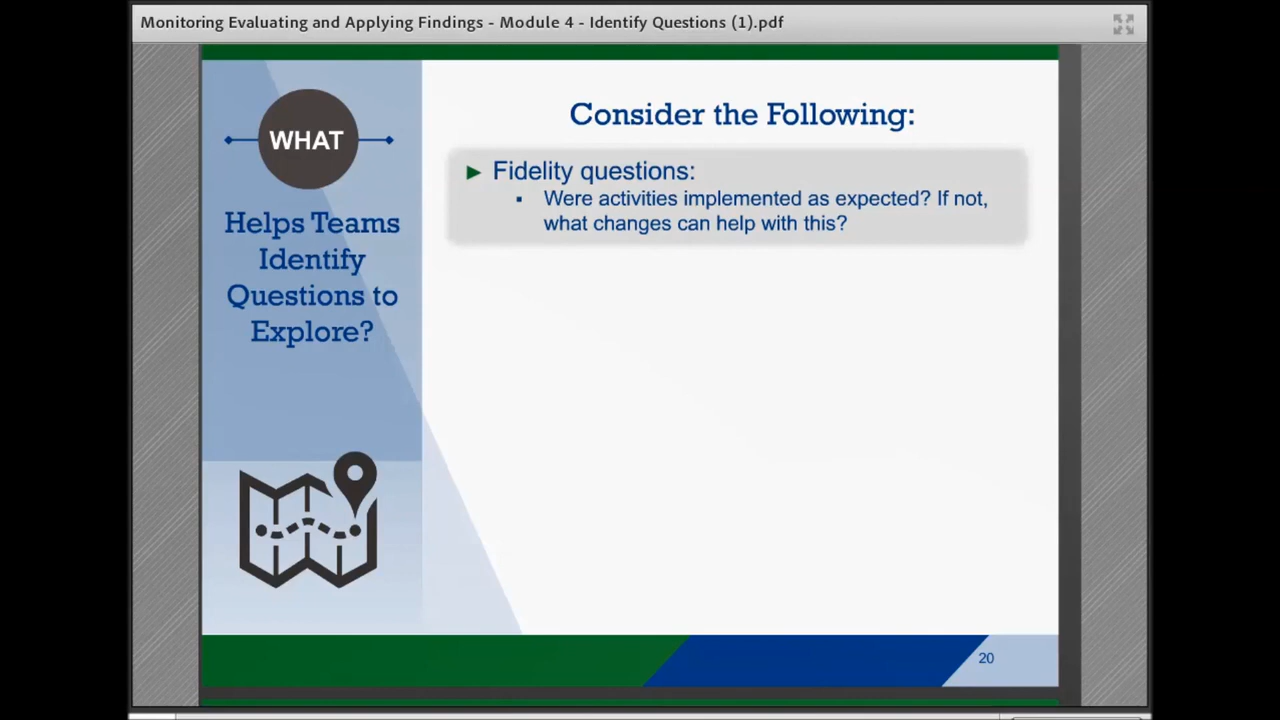 Monitoring Evaluating and Applying Findings - Module 4 - Identify Questions (1).pdf
WHAT
Helps Teams
Identify
Questions to
Explore?
Consider the Following:
► Fidelity questions:
▪ Were activities implemented as expected? If not,
what changes can help with this?
20